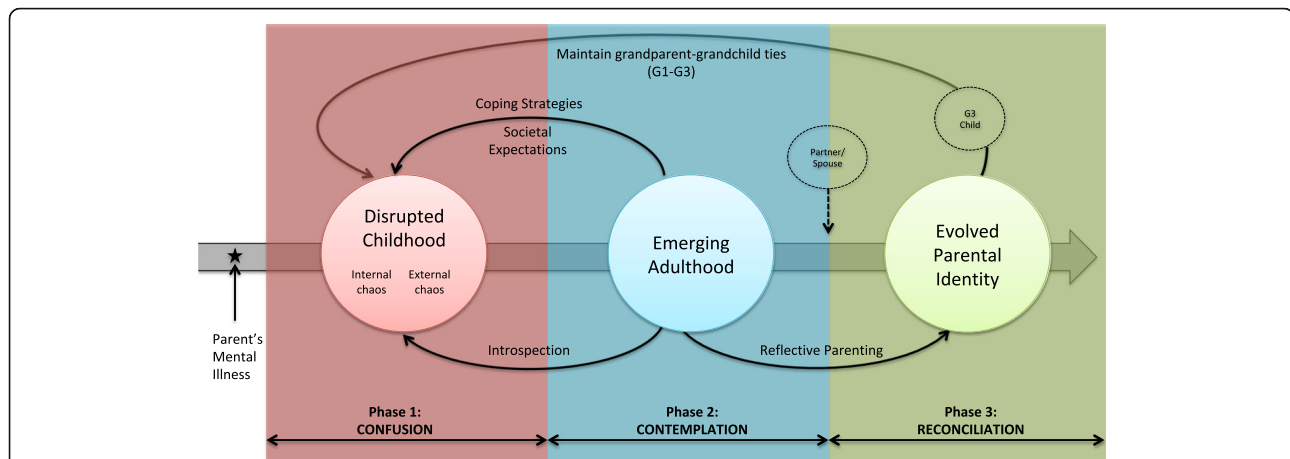 Maintain grandparent-grandchild ties
(G1-G3)
Coping Strategies
Societal
Expectations
G3
Child
Partner/
Spouse
Disrupted
Childhood
Internal
chaos
External
chaos
Emerging
Adulthood
Evolved
Parental
Identity
Parent's
Mental
Illness
Introspection
Reflective Parenting
Phase 1:
CONFUSION
Phase 2:
CONTEMPLATION
Phase 3:
RECONCILIATION